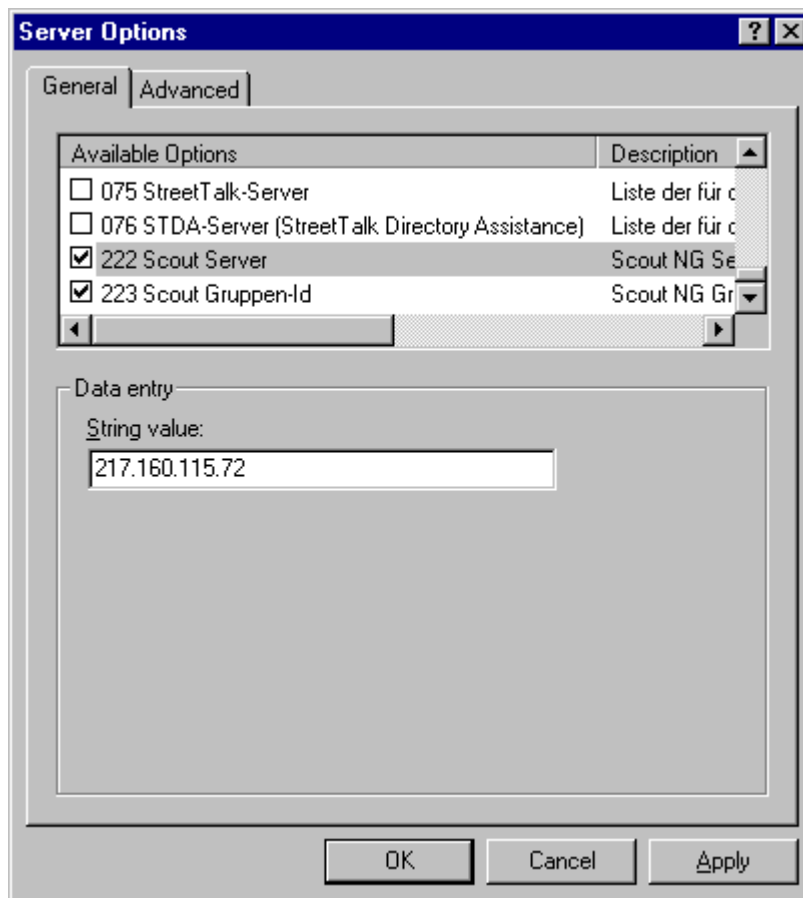 Server Options
General Advanced
Available Options Description
075 StreetTalk-Server Liste der für d
076 STDA-Server (StreetTalk Directory Assistance) Liste der für d
222 Scout Server Scout NG Se
223 Scout Gruppen-Id Scout NG Gr
Data entry
String value:
217.160.115.72
OK Cancel Apply